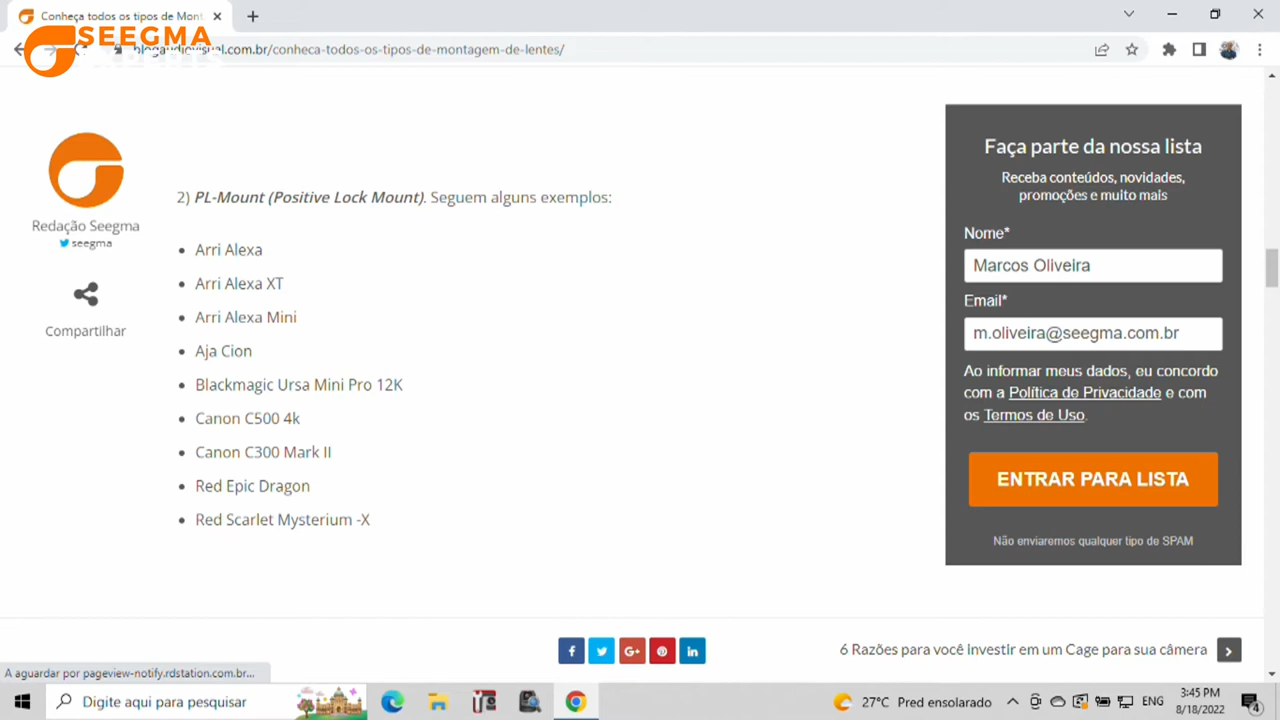 Conheça todos os tipos de Mont
SEEGMA
EXPERTS
blogaudiovisual.com.br/conheca-todos-os-tipos-de-montagem-de-lentes/
Redação Seegma
seegma
Compartilhar
2) PL-Mount (Positive Lock Mount). Seguem alguns exemplos:
Arri Alexa
Arri Alexa XT
Arri Alexa Mini
Aja Cion
Blackmagic Ursa Mini Pro 12K
Canon C500 4k
Canon C300 Mark II
Red Epic Dragon
Red Scarlet Mysterium -X
Faça parte da nossa lista
Receba conteúdos, novidades,
promoções e muito mais
Nome*
Marcos Oliveira
Email*
m.oliveira@seegma.com.br
Ao informar meus dados, eu concordo
com a Política de Privacidade e com
os Termos de Uso.
ENTRAR PARA LISTA
Não enviaremos qualquer tipo de SPAM
6 Razões para você Investir em um Cage para sua câmera
A aguardar por pageview-notify.rdstation.com.br...
Digite aqui para pesquisar
27°C Pred ensolarado
ENG
3:45 PM
8/18/2022
4